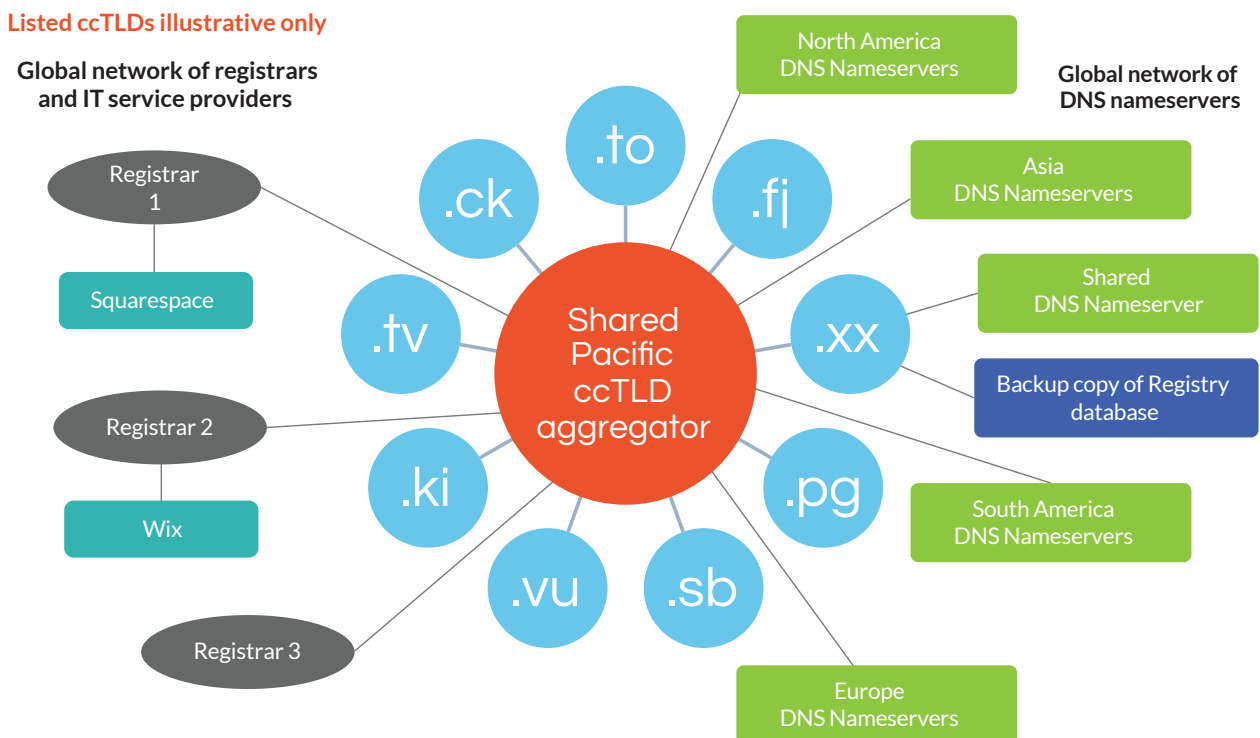 Listed ccTLDs illustrative only
Global network of registrars
and IT service providers
Registrar
1
Squarespace
Registrar 2
Wix
Registrar 3
.to
.ck
.fj
.tv
.xx
.ki
.pg
.vu
.sb
Shared
Pacific
ccTLD
aggregator
Global network of
DNS nameservers
North America
DNS Nameservers
Asia
DNS Nameservers
Shared
DNS Nameserver
Backup copy of Registry
database
South America
DNS Nameservers
Europe
DNS Nameservers